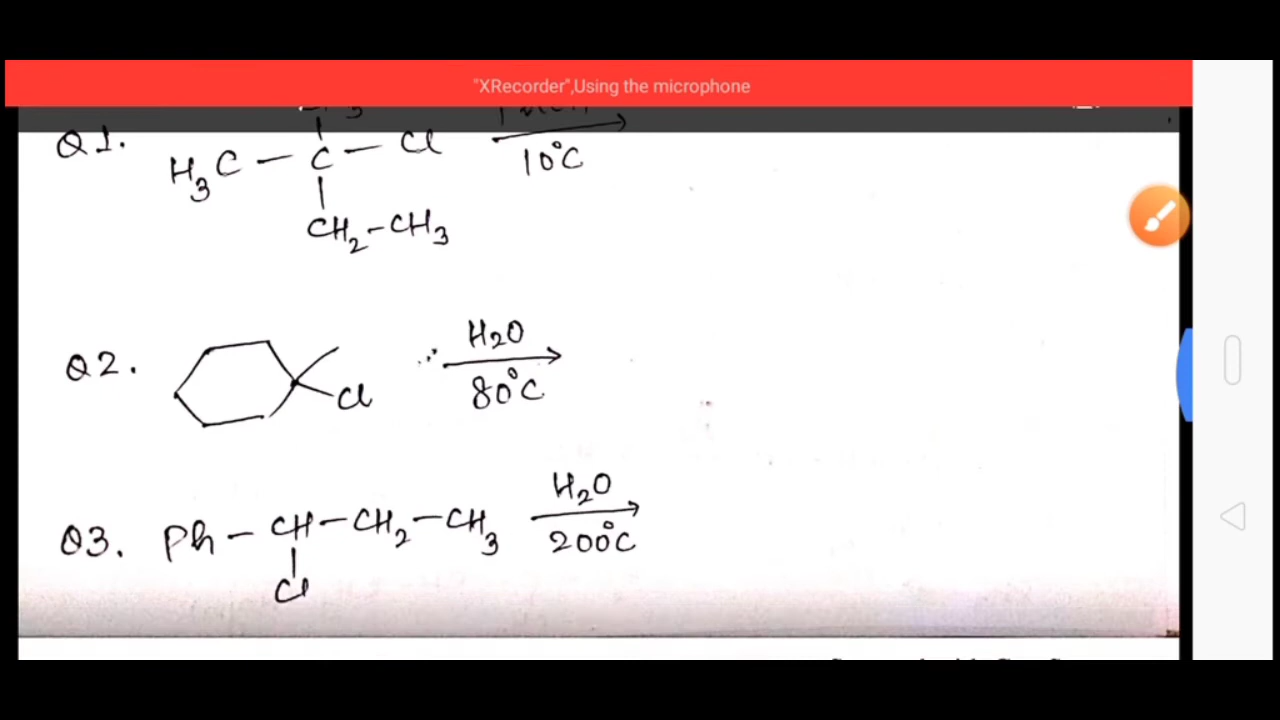 "XRecorder",Using the microphone
Q1. H3C – C – Cl 10°C
CH2–CH3
Q2. Cl H2O 80°C
Q3. Ph – CH – CH2 – CH3 H2O 200°C
Cl